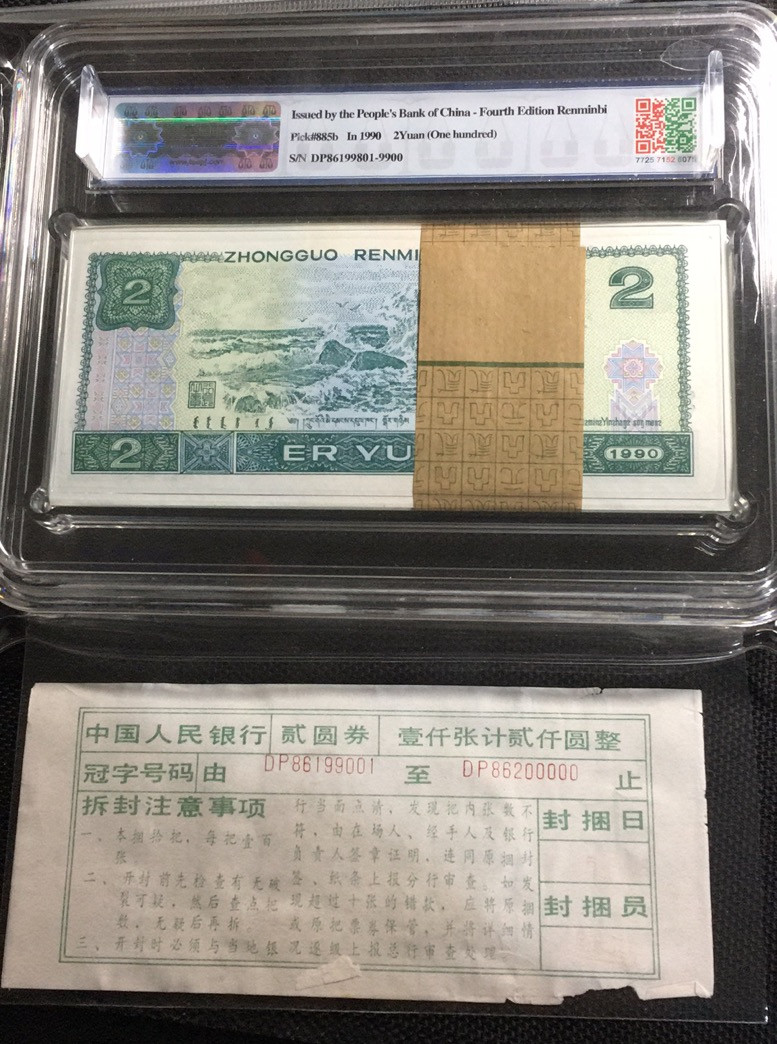 Issued by the People's Bank of China - Fourth Edition Renminbi
Pick#885b In 1990 2Yuan (One hundred)
S/N DP86199801-9900
ZHONGGUO RENMI
2
2
2
ER YU
1990
中国人民银行 贰圆券 壹仟张计贰仟圆整
冠字号码 由 DP86199001 至 DP86200000 止
拆封注意事项
一、本捆拾把，每把壹百
张。
二、开封前先检查有无破
裂可疑，然后查点把
数，无疑后再拆。
三、开封时必须与当地银
行当面点清、发现把内张数不
符，由在场人、经手人及银行
负责人签章证明，连同原捆封
签、纸条上报分行审查。如发
现超过十张的错款，应将原捆
或原把票券保管，并将详细情
况逐级上报总行审查处理。
封捆日
封捆员